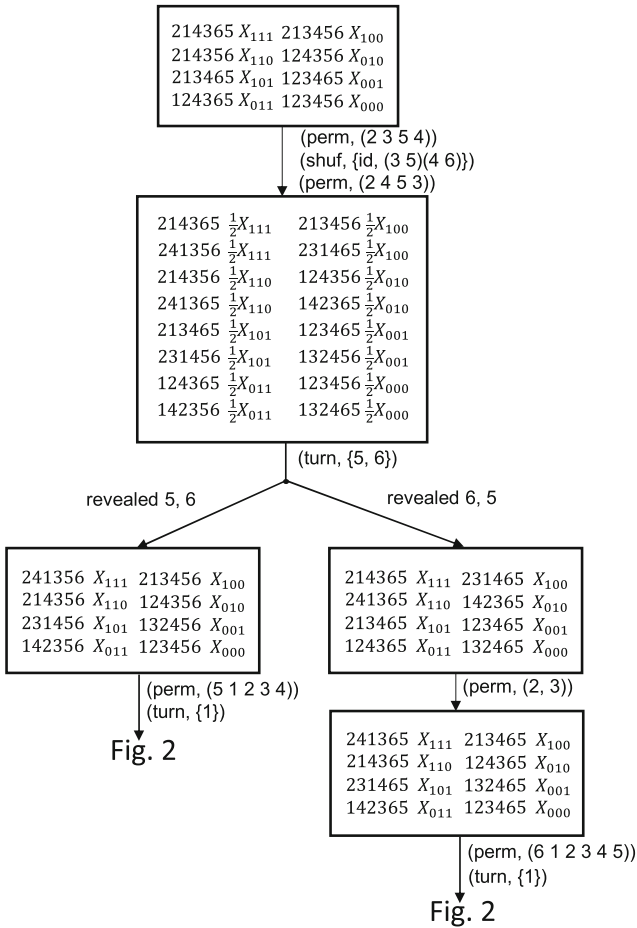 214365 X₁₁₁ 213456 X₁₀₀
214356 X₁₁₀ 124356 X₀₁₀
213465 X₁₀₁ 123465 X₀₀₁
124365 X₀₁₁ 123456 X₀₀₀
(perm, (2 3 5 4))
(shuf, {id, (3 5)(4 6)})
(perm, (2 4 5 3))
214365 ½X₁₁₁ 213456 ½X₁₀₀
241356 ½X₁₁₁ 231465 ½X₁₀₀
214356 ½X₁₁₀ 124356 ½X₀₁₀
241365 ½X₁₁₀ 142365 ½X₀₁₀
213465 ½X₁₀₁ 123465 ½X₀₀₁
231456 ½X₁₀₁ 132456 ½X₀₀₁
124365 ½X₀₁₁ 123456 ½X₀₀₀
142356 ½X₀₁₁ 132465 ½X₀₀₀
(turn, {5, 6})
revealed 5, 6
revealed 6, 5
241356 X₁₁₁ 213456 X₁₀₀
214356 X₁₁₀ 124356 X₀₁₀
231456 X₁₀₁ 132456 X₀₀₁
142356 X₀₁₁ 123456 X₀₀₀
214365 X₁₁₁ 231465 X₁₀₀
241365 X₁₁₀ 142365 X₀₁₀
213465 X₁₀₁ 123465 X₀₀₁
124365 X₀₁₁ 132465 X₀₀₀
(perm, (5 1 2 3 4))
(turn, {1})
Fig. 2
(perm, (2, 3))
241365 X₁₁₁ 213465 X₁₀₀
214365 X₁₁₀ 124365 X₀₁₀
231465 X₁₀₁ 132465 X₀₀₁
142365 X₀₁₁ 123465 X₀₀₀
(perm, (6 1 2 3 4 5))
(turn, {1})
Fig. 2